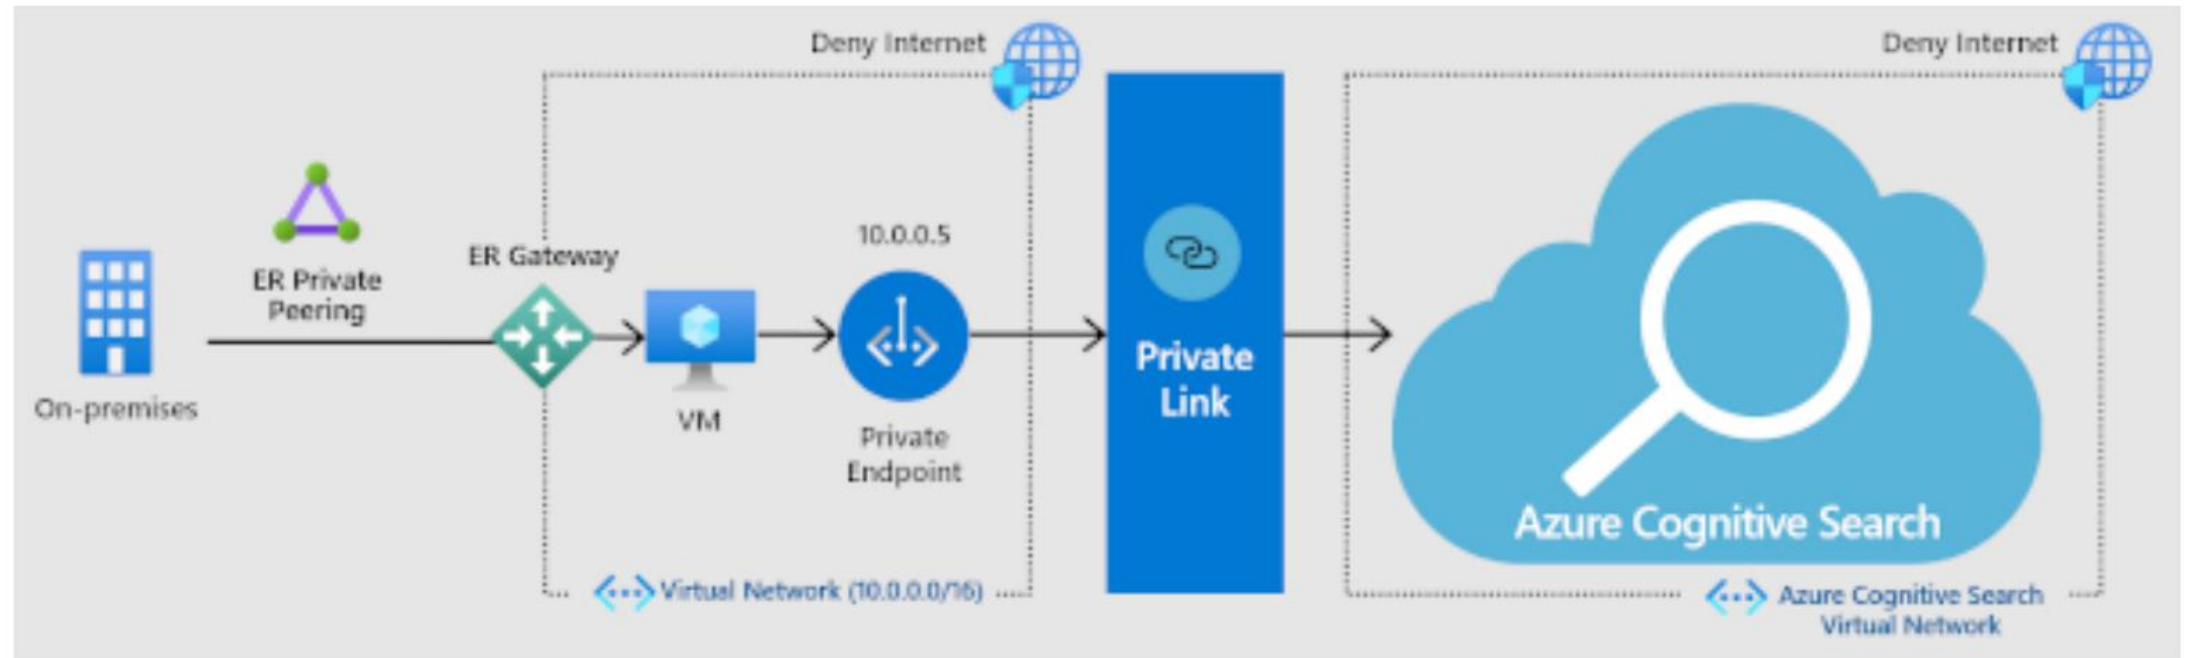 Deny Internet
Deny Internet
10.0.0.5
ER Gateway
ER Private
Peering
On-premises
VM
Private
Endpoint
Private
Link
Azure Cognitive Search
Virtual Network (10.0.0.0/16)
Azure Cognitive Search
Virtual Network